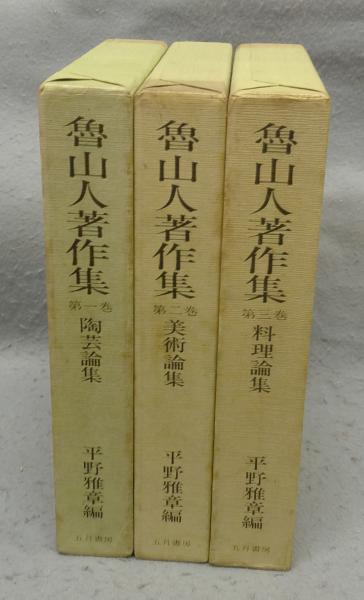 魯山人著作集
第一巻
陶芸論集
平野雅章編
五月書房
魯山人著作集
第二巻
美術論集
平野雅章編
五月書房
魯山人著作集
第三巻
料理論集
平野雅章編
五月書房